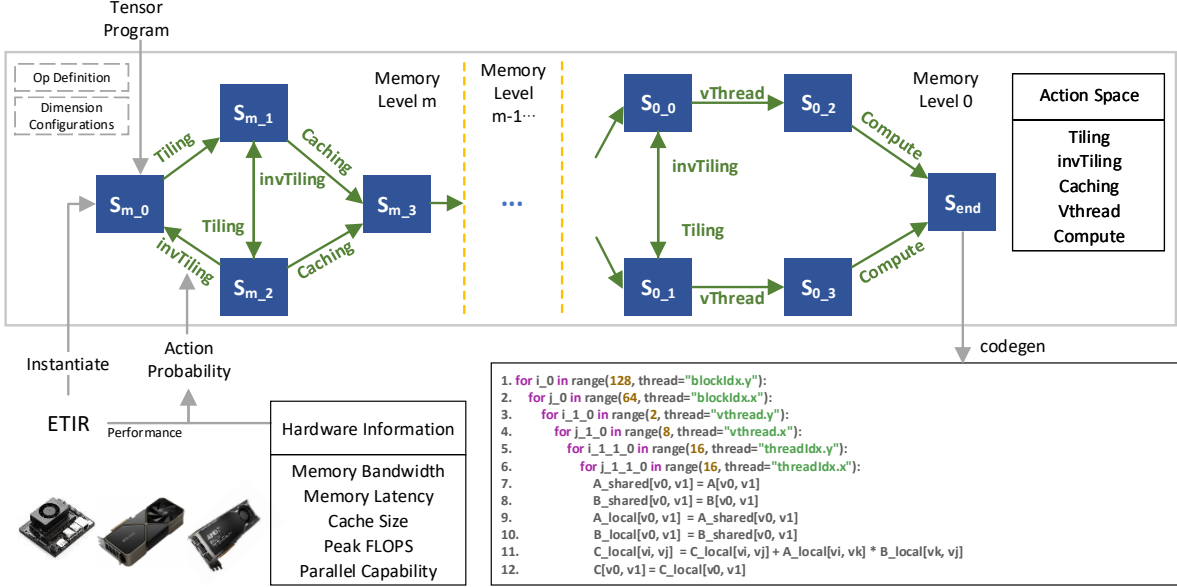 Tensor
Program
Op Definition
Dimension
Configurations
Memory
Level m
Memory
Level
m-1...
Memory
Level 0
Action Space
Tiling
invTiling
Caching
Vthread
Compute
S_m_1
Tiling
Caching
invTiling
S_m_0
S_m_3
Tiling
invTiling
Caching
S_m_2
...
S_0_0
vThread
S_0_2
Compute
invTiling
S_end
Tiling
Compute
S_0_1
vThread
S_0_3
Instantiate
Action
Probability
codegen
ETIR
Performance
Hardware Information
Memory Bandwidth
Memory Latency
Cache Size
Peak FLOPS
Parallel Capability
1. for i_0 in range(128, thread="blockIdx.y"):
2. for j_0 in range(64, thread="blockIdx.x"):
3. for i_1_0 in range(2, thread="vthread.y"):
4. for j_1_0 in range(8, thread="vthread.x"):
5. for i_1_1_0 in range(16, thread="threadIdx.y"):
6. for j_1_1_0 in range(16, thread="threadIdx.x"):
7. A_shared[v0, v1] = A[v0, v1]
8. B_shared[v0, v1] = B[v0, v1]
9. A_local[v0, v1] = A_shared[v0, v1]
10. B_local[v0, v1] = B_shared[v0, v1]
11. C_local[vi, vj] = C_local[vi, vj] + A_local[vi, vk] * B_local[vk, vj]
12. C[v0, v1] = C_local[v0, v1]